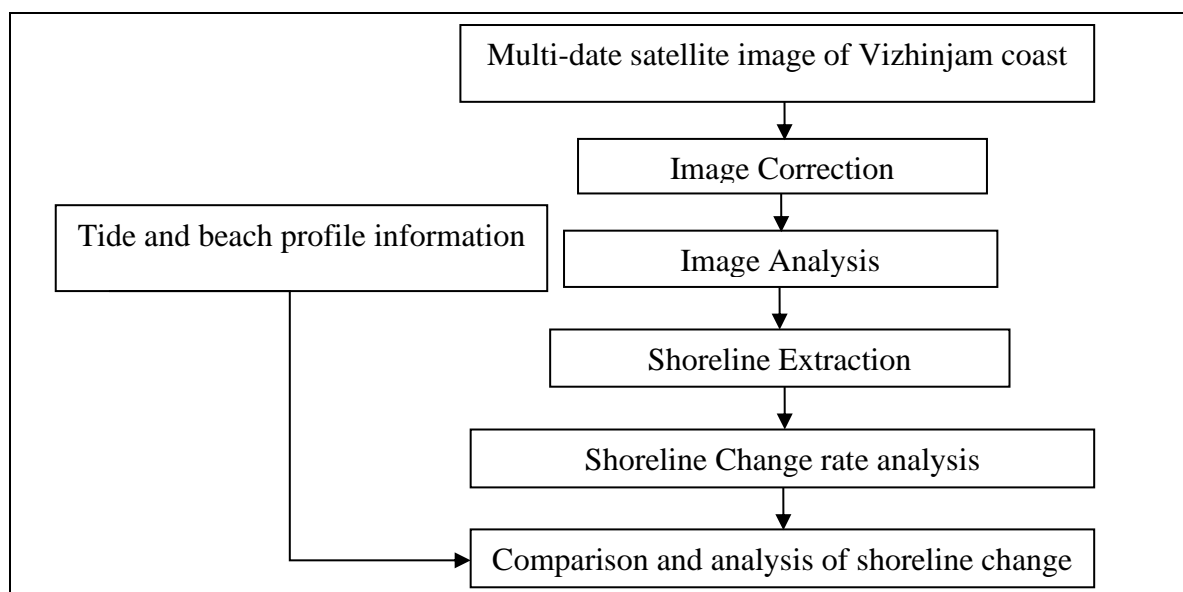 Multi-date satellite image of Vizhinjam coast
Image Correction
Tide and beach profile information
Image Analysis
Shoreline Extraction
Shoreline Change rate analysis
Comparison and analysis of shoreline change